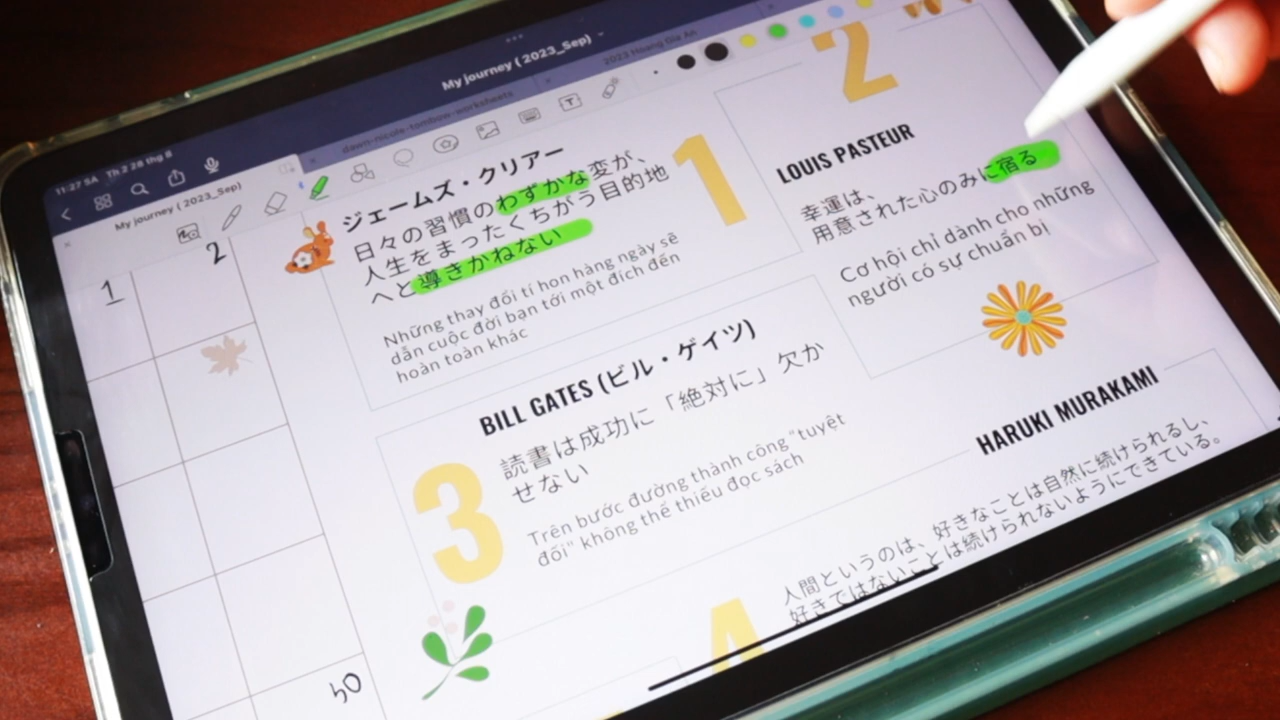 My journey ( 2023_Sep)
11:27 SA Th 2 28 thg 8
dawn-nicole-tombow-worksheets
2023 Hoang Gia An
My journey ( 2023_Sep)
1
2
50
ジェームズ・クリアー
日々の習慣のわずかな変が、
人生をまったくちがう目的地
へと導きかねない
Những thay đổi tí hon hàng ngày sẽ
dẫn cuộc đời bạn tới một đích đến
hoàn toàn khác
1
2
LOUIS PASTEUR
幸運は、
用意された心のみに宿る
Cơ hội chỉ dành cho những
người có sự chuẩn bị
BILL GATES (ビル・ゲイツ)
3
読書は成功に「絶対に」欠か
せない
Trên bước đường thành công “tuyệt
đối” không thể thiếu đọc sách
HARUKI MURAKAMI
人間というのは、好きなことは自然に続けられるし、
好きではないことは続けられないようにできている。
4